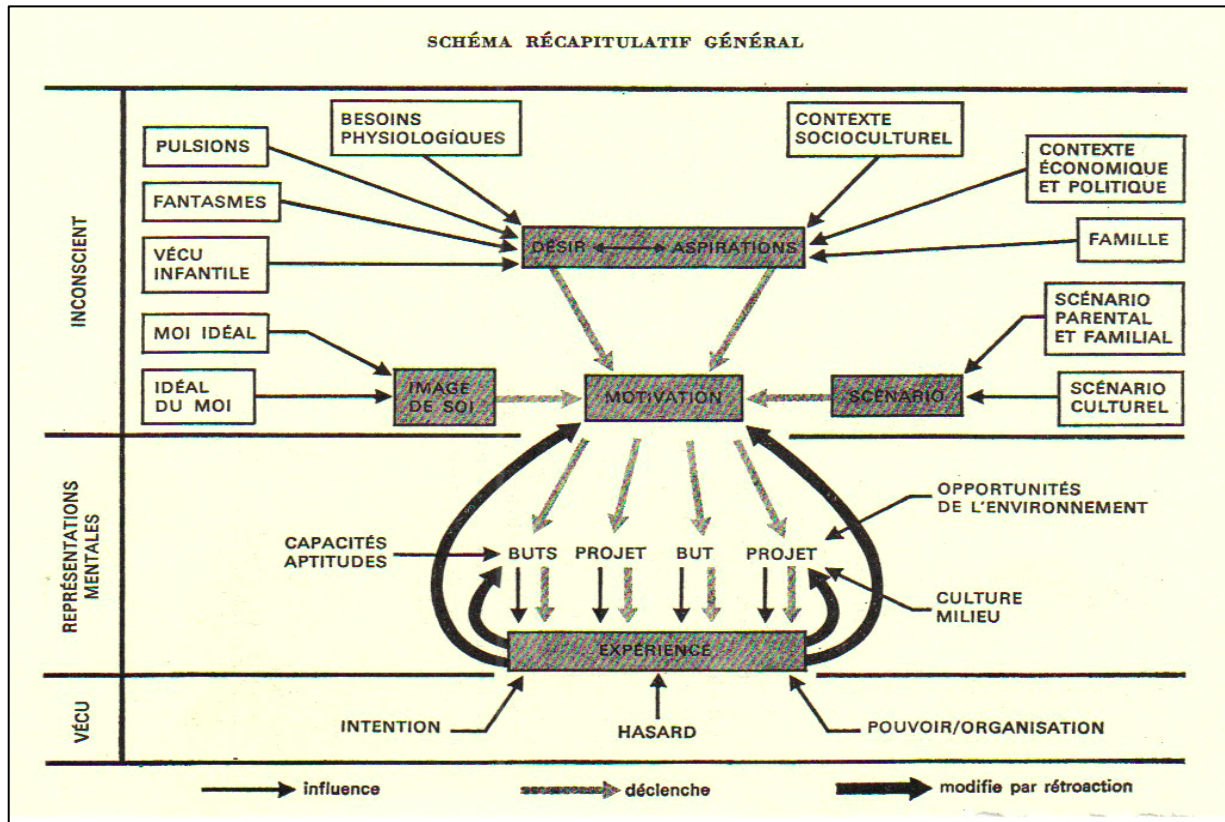 SCHÉMA RÉCAPITULATIF GÉNÉRAL
INCONSCIENT
PULSIONS
BESOINS
PHYSIOLOGIQUES
CONTEXTE
SOCIOCULTUREL
CONTEXTE
ÉCONOMIQUE
ET POLITIQUE
FANTASMES
DÉSIR
ASPIRATIONS
FAMILLE
VÉCU
INFANTILE
MOI IDÉAL
SCÉNARIO
PARENTAL
ET FAMILIAL
IDÉAL
DU MOI
IMAGE
DE SOI
MOTIVATION
SCÉNARIO
SCÉNARIO
CULTUREL
REPRÉSENTATIONS
MENTALES
OPPORTUNITÉS
DE L'ENVIRONNEMENT
CAPACITÉS
APTITUDES
BUTS
PROJET
BUT
PROJET
CULTURE
MILIEU
EXPÉRIENCE
VÉCU
INTENTION
HASARD
POUVOIR/ORGANISATION
influence
déclenche
modifie par rétroaction